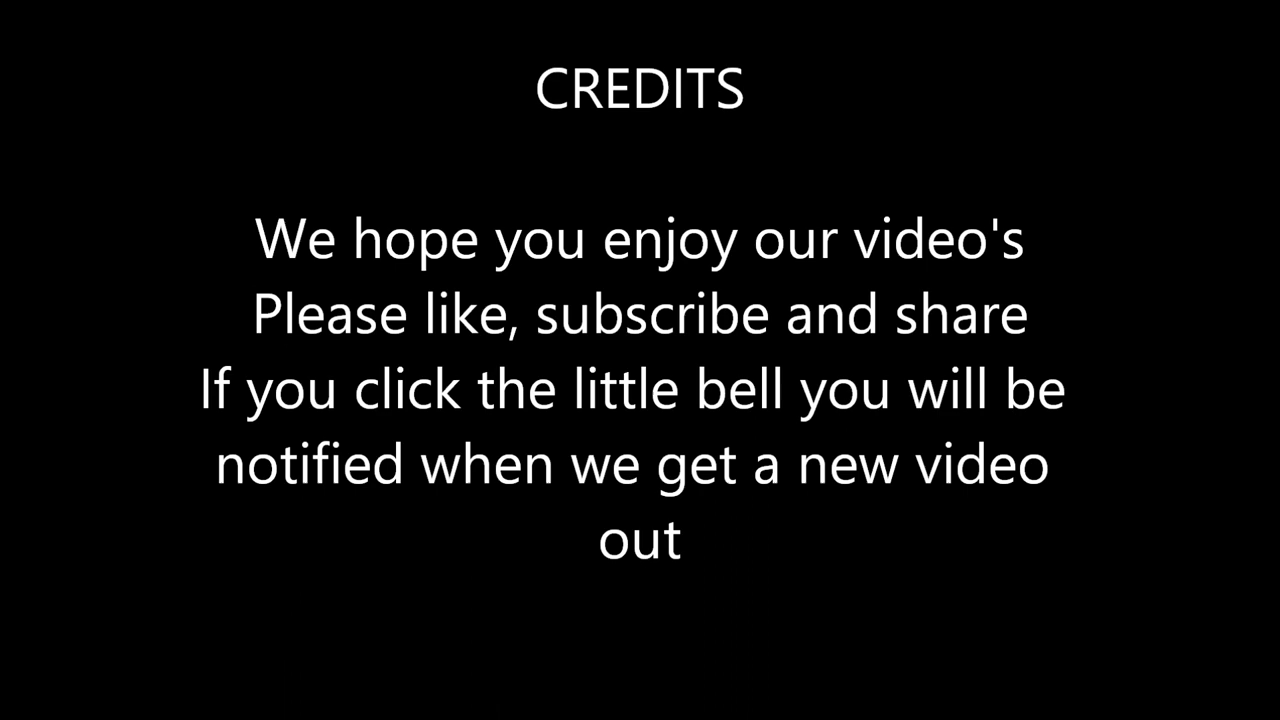 CREDITS
We hope you enjoy our video's
Please like, subscribe and share
If you click the little bell you will be
notified when we get a new video
out